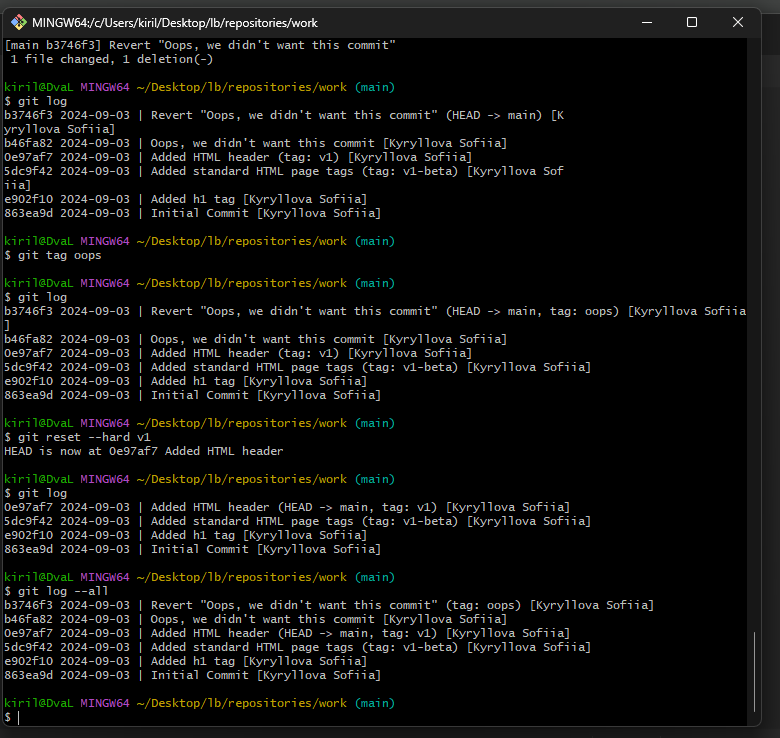 MINGW64:/c/Users/kiril/Desktop/lb/repositories/work
[main b3746f3] Revert "Oops, we didn't want this commit"
 1 file changed, 1 deletion(-)
kiril@DvaL MINGW64 ~/Desktop/lb/repositories/work (main)
$ git log
b3746f3 2024-09-03 | Revert "Oops, we didn't want this commit" (HEAD -> main) [K
yryllova Sofiia]
b46fa82 2024-09-03 | Oops, we didn't want this commit [Kyryllova Sofiia]
0e97af7 2024-09-03 | Added HTML header (tag: v1) [Kyryllova Sofiia]
5dc9f42 2024-09-03 | Added standard HTML page tags (tag: v1-beta) [Kyryllova Sof
iia]
e902f10 2024-09-03 | Added h1 tag [Kyryllova Sofiia]
863ea9d 2024-09-03 | Initial Commit [Kyryllova Sofiia]
kiril@DvaL MINGW64 ~/Desktop/lb/repositories/work (main)
$ git tag oops
kiril@DvaL MINGW64 ~/Desktop/lb/repositories/work (main)
$ git log
b3746f3 2024-09-03 | Revert "Oops, we didn't want this commit" (HEAD -> main, tag: oops) [Kyryllova Sofiia
]
b46fa82 2024-09-03 | Oops, we didn't want this commit [Kyryllova Sofiia]
0e97af7 2024-09-03 | Added HTML header (tag: v1) [Kyryllova Sofiia]
5dc9f42 2024-09-03 | Added standard HTML page tags (tag: v1-beta) [Kyryllova Sofiia]
e902f10 2024-09-03 | Added h1 tag [Kyryllova Sofiia]
863ea9d 2024-09-03 | Initial Commit [Kyryllova Sofiia]
kiril@DvaL MINGW64 ~/Desktop/lb/repositories/work (main)
$ git reset --hard v1
HEAD is now at 0e97af7 Added HTML header
kiril@DvaL MINGW64 ~/Desktop/lb/repositories/work (main)
$ git log
0e97af7 2024-09-03 | Added HTML header (HEAD -> main, tag: v1) [Kyryllova Sofiia]
5dc9f42 2024-09-03 | Added standard HTML page tags (tag: v1-beta) [Kyryllova Sofiia]
e902f10 2024-09-03 | Added h1 tag [Kyryllova Sofiia]
863ea9d 2024-09-03 | Initial Commit [Kyryllova Sofiia]
kiril@DvaL MINGW64 ~/Desktop/lb/repositories/work (main)
$ git log --all
b3746f3 2024-09-03 | Revert "Oops, we didn't want this commit" (tag: oops) [Kyryllova Sofiia]
b46fa82 2024-09-03 | Oops, we didn't want this commit [Kyryllova Sofiia]
0e97af7 2024-09-03 | Added HTML header (HEAD -> main, tag: v1) [Kyryllova Sofiia]
5dc9f42 2024-09-03 | Added standard HTML page tags (tag: v1-beta) [Kyryllova Sofiia]
e902f10 2024-09-03 | Added h1 tag [Kyryllova Sofiia]
863ea9d 2024-09-03 | Initial Commit [Kyryllova Sofiia]
kiril@DvaL MINGW64 ~/Desktop/lb/repositories/work (main)
$